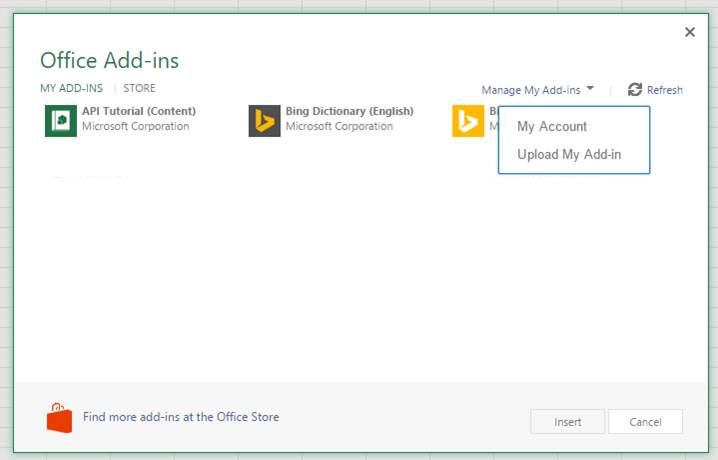 Office Add-ins
MY ADD-INS | STORE
Manage My Add-ins | Refresh
API Tutorial (Content)
Microsoft Corporation
Bing Dictionary (English)
Microsoft Corporation
My Account
Upload My Add-in
Find more add-ins at the Office Store
Insert
Cancel